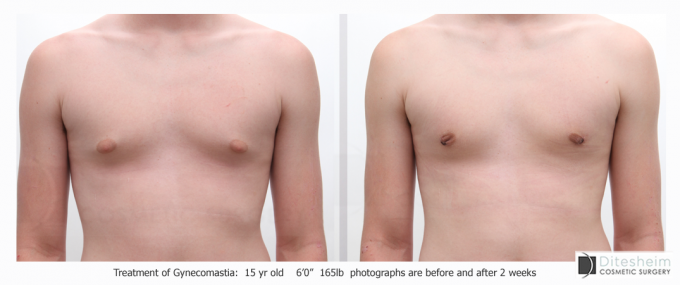 Treatment of Gynecomastia: 15 yr old 6'0" 165lb photographs are before and after 2 weeks
Ditesheim
COSMETIC SURGERY